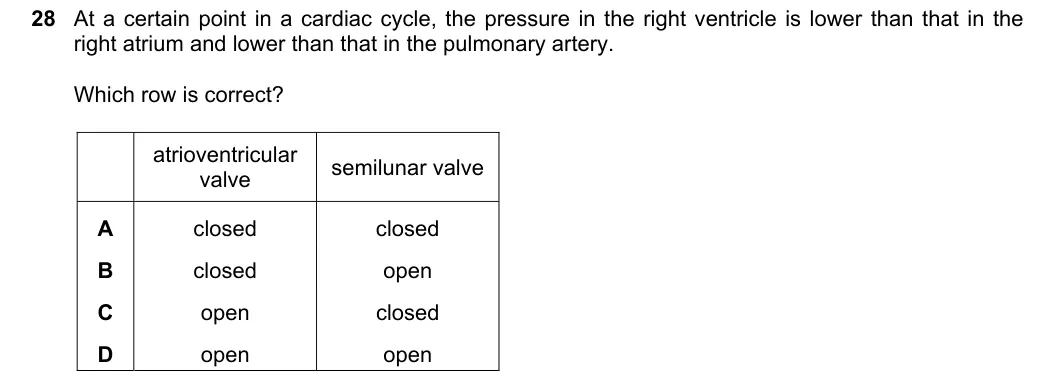 28 At a certain point in a cardiac cycle, the pressure in the right ventricle is lower than that in the
right atrium and lower than that in the pulmonary artery.
Which row is correct?
atrioventricular
valve
semilunar valve
A closed closed
B closed open
C open closed
D open open